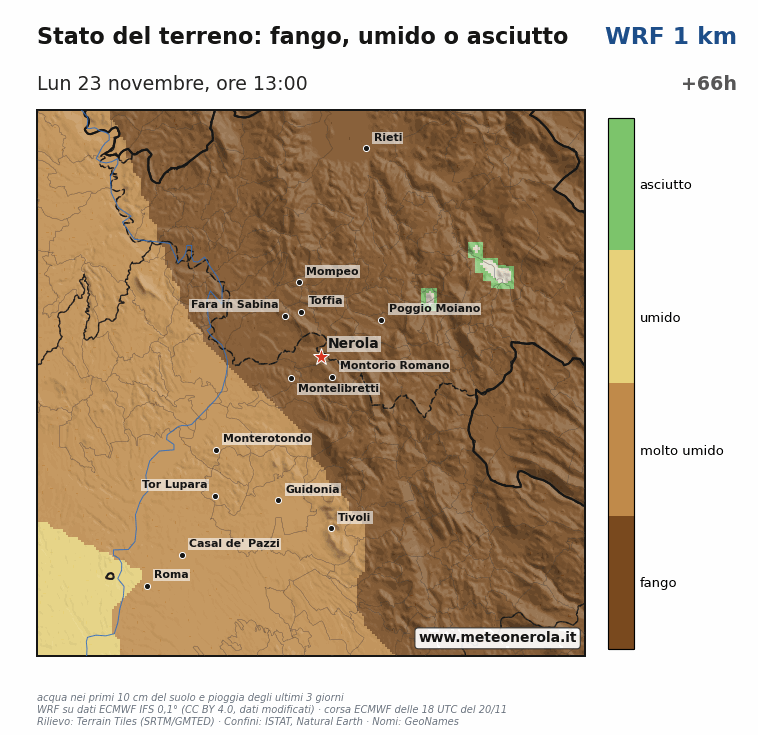 Stato del terreno: fango, umido o asciutto
WRF 1 km
Lun 23 novembre, ore 13:00
+66h
Rieti
asciutto
Mompeo
Toffia
Fara in Sabina
Poggio Moiano
umido
Nerola
Montorio Romano
Montelibretti
Monterotondo
molto umido
Tor Lupara
Guidonia
Tivoli
Casal de' Pazzi
Roma
fango
www.meteonerola.it
acqua nei primi 10 cm del suolo e pioggia degli ultimi 3 giorni
WRF su dati ECMWF IFS 0,1° (CC BY 4.0, dati modificati) · corsa ECMWF delle 18 UTC del 20/11
Rilievo: Terrain Tiles (SRTM/GMTED) · Confini: ISTAT, Natural Earth · Nomi: GeoNames